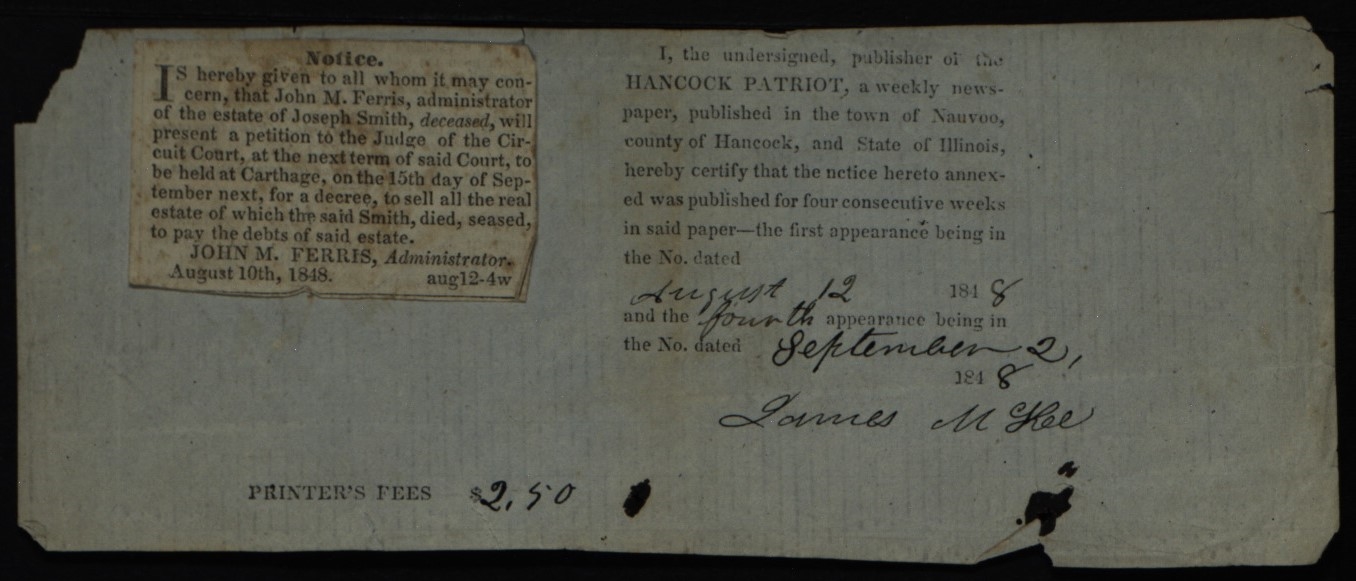 Notice.
IS hereby given to all whom it may con-
cern, that John M. Ferris, administrator
of the estate of Joseph Smith, deceased, will
present a petition to the Judge of the Cir-
cuit Court, at the next term of said Court, to
be held at Carthage, on the 15th day of Sep-
tember next, for a decree, to sell all the real
estate of which the said Smith, died, seased,
to pay the debts of said estate.
JOHN M. FERRIS, Administrator.
August 10th, 1848. aug12-4w
PRINTER'S FEES $2,50
I, the undersigned, publisher of the
HANCOCK PATRIOT, a weekly news-
paper, published in the town of Nauvoo,
county of Hancock, and State of Illinois,
hereby certify that the notice hereto annex-
ed was published for four consecutive weeks
in said paper—the first appearance being in
the No. dated
August 12 1848
and the fourth appearance being in
the No. dated September 2,
1848
James McKee